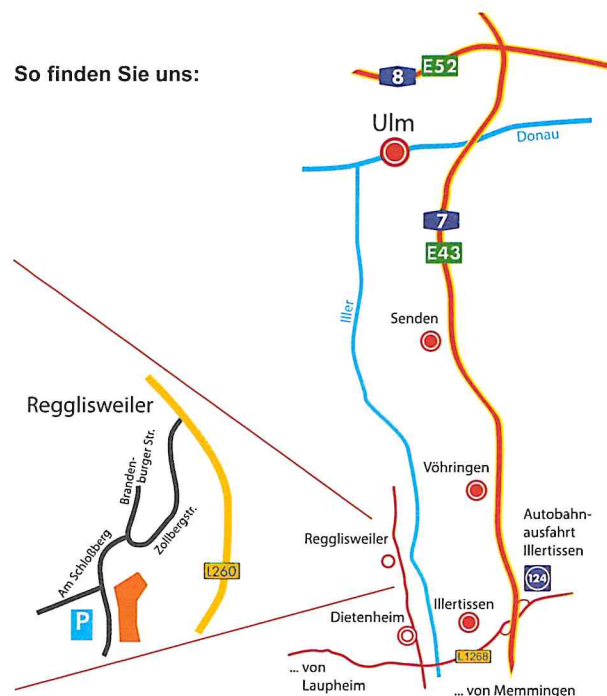 So finden Sie uns:
8
E52
Ulm
Donau
7
E43
Iller
Senden
Regglisweiler
Branden-
burger Str.
Zollbergstr.
Am Schloßberg
L260
P
Vöhringen
Autobahn-
ausfahrt
Illertissen
124
Regglisweiler
Dietenheim
Illertissen
L1268
... von
Laupheim
... von Memmingen